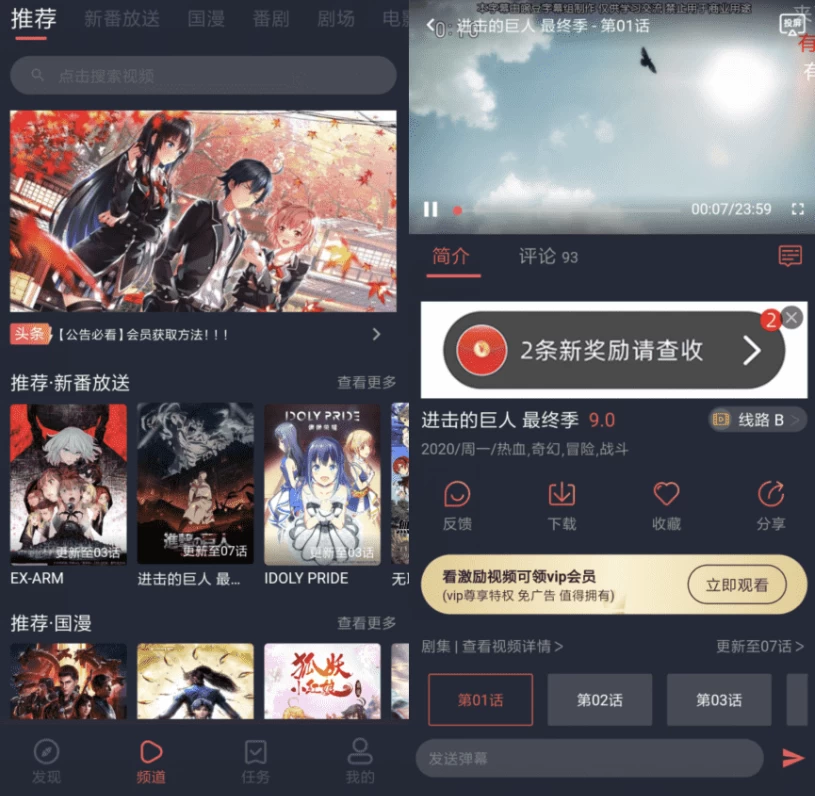 推荐 新番放送 国漫 番剧 剧场 电影
点击搜索视频
头条 【公告必看】会员获取方法！！！
推荐·新番放送 查看更多
IDOLY PRIDE
進撃の巨人
更新至03话
更新至07话
更新至03话
EX-ARM
进击的巨人 最...
IDOLY PRIDE
推荐·国漫 查看更多
狐妖
小红娘
发现
频道
任务
我的
进击的巨人 最终季 - 第01话
投屏
00:07/23:59
简介 评论 93
2
2条新奖励请查收
进击的巨人 最终季 9.0 线路 B
2020/周一/热血,奇幻,冒险,战斗
反馈
下载
收藏
分享
看激励视频可领vip会员
(vip尊享特权 免广告 值得拥有)
立即观看
剧集 | 查看视频详情> 更新至07话>
第01话 第02话 第03话
发送弹幕